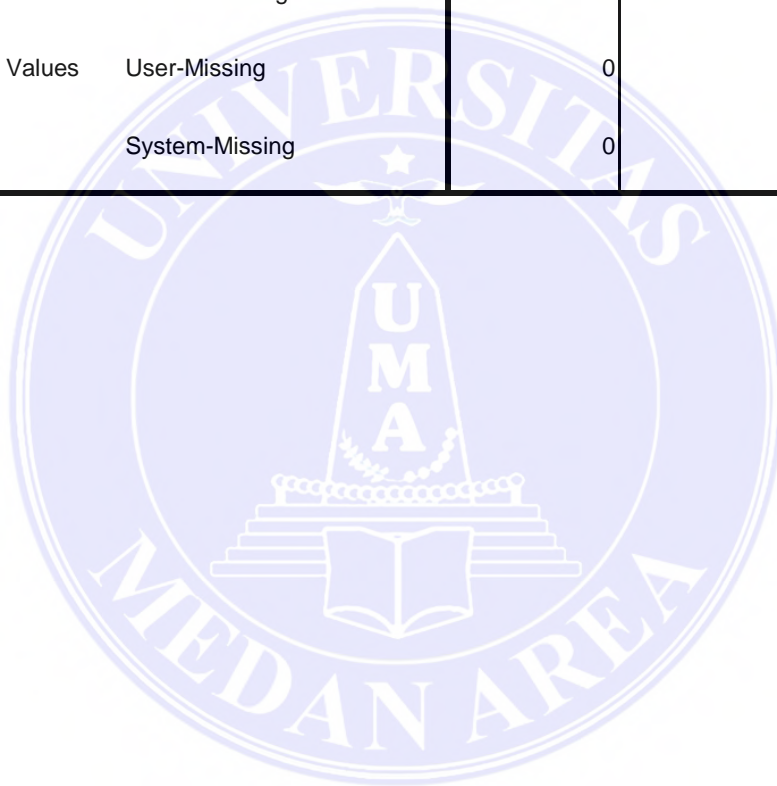 Values User-Missing 0
System-Missing 0
UNIVERSITAS
UMA
MEDAN AREA